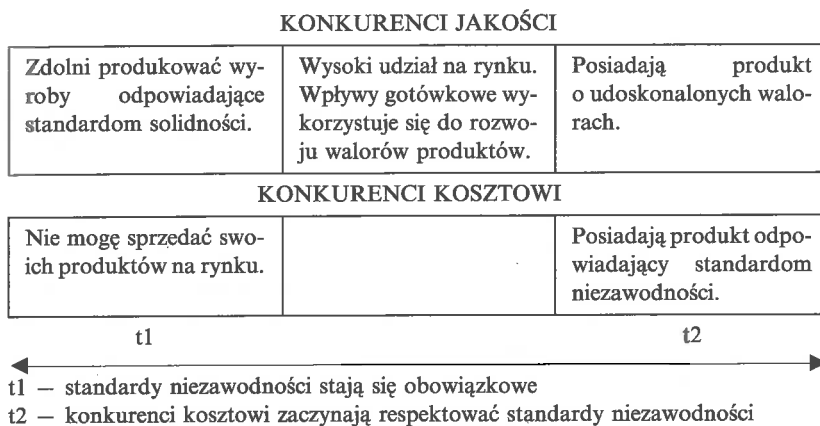 KONKURENCI JAKOŚCI
Zdolni produkować wy-
roby odpowiadające
standardom solidności.
Wysoki udział na rynku.
Wpływy gotówkowe wy-
korzystuje się do rozwo-
ju walorów produktów.
Posiadają produkt
o udoskonalonych walo-
rach.
KONKURENCI KOSZTOWI
Nie mogę sprzedać swo-
ich produktów na rynku.
Posiadają produkt odpo-
wiadający standardom
niezawodności.
t1
t2
t1 — standardy niezawodności stają się obowiązkowe
t2 — konkurenci kosztowi zaczynają respektować standardy niezawodności